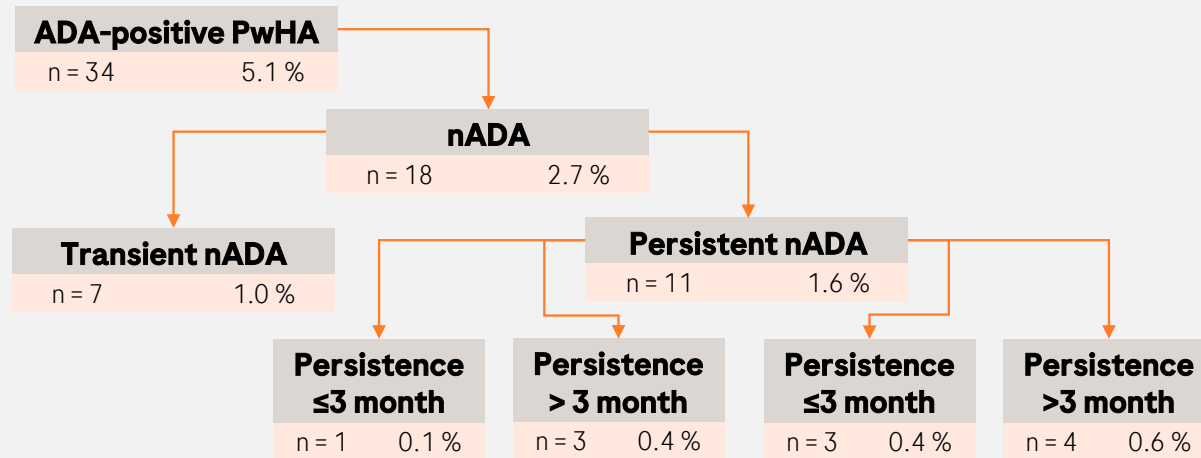 ADA-positive PwHA
n = 34 5.1 %
nADA
n = 18 2.7 %
Transient nADA
n = 7 1.0 %
Persistent nADA
n = 11 1.6 %
Persistence
≤3 month
n = 1 0.1 %
Persistence
> 3 month
n = 3 0.4 %
Persistence
≤3 month
n = 3 0.4 %
Persistence
>3 month
n = 4 0.6 %